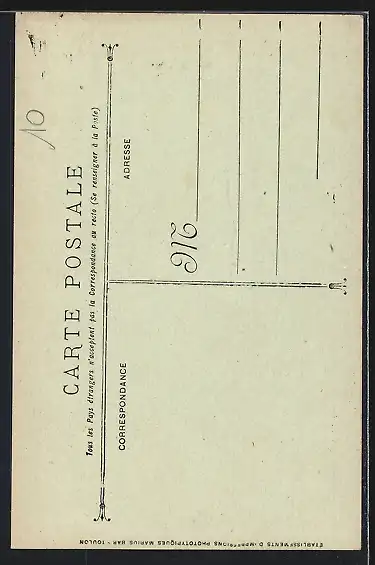 10
CARTE POSTALE
Tous les Pays étrangers n'acceptent pas la Correspondance au recto (Se renseigner à la Poste)
CORRESPONDANCE
ADRESSE
M
ÉTABLISSEMENTS D'IMPRESSIONS PHOTOTYPIQUES MARIUS BAR - TOULON